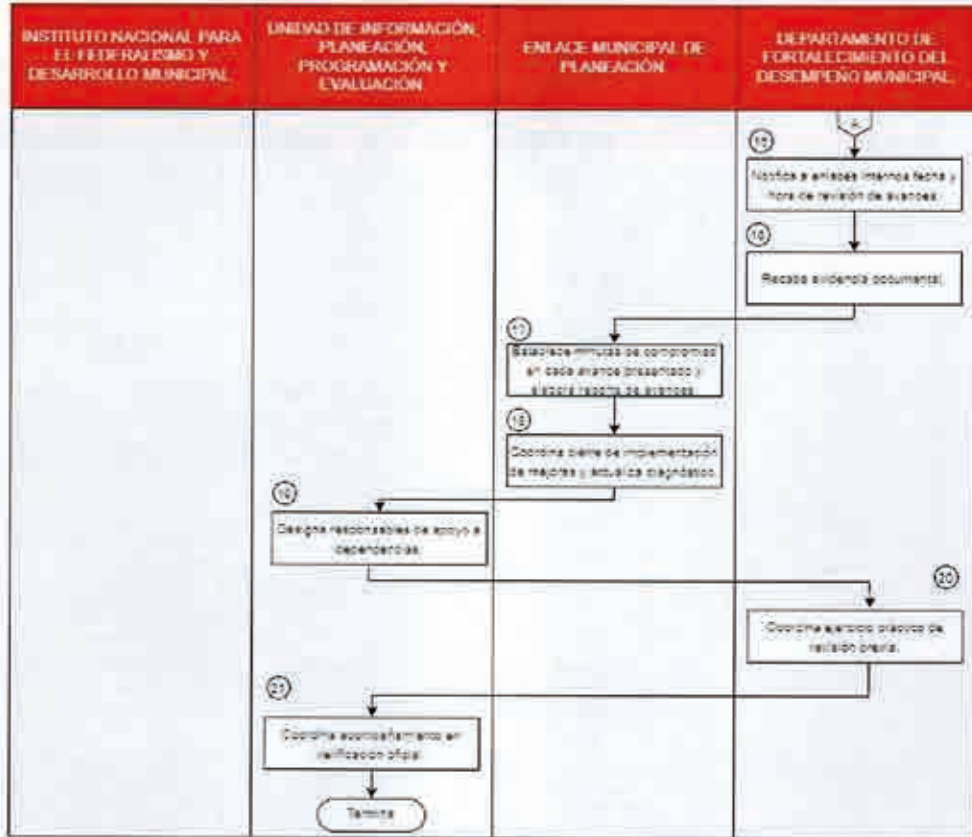 INSTITUTO NACIONAL PARA
EL FEDERALISMO Y
DESARROLLO MUNICIPAL
UNIDAD DE INFORMACIÓN,
PLANEACIÓN,
PROGRAMACIÓN Y
EVALUACIÓN
ENLACE MUNICIPAL DE
PLANEACIÓN
DEPARTAMENTO DE
FORTALECIMIENTO DEL
DESEMPEÑO MUNICIPAL
A
15
Notifica a enlaces internos fecha y
hora de revisión de avances.
16
Recaba evidencia documental.
17
Establece minutas de compromiso
en cada avance presentado y
elabora reporte de avances
18
Coordina cierre de implementación
de mejoras y actualiza diagnóstico.
19
Designa responsables de apoyo a
dependencias.
20
Coordina ejercicio práctico de
revisión previa.
21
Coordina acompañamiento en
verificación oficial
Termina